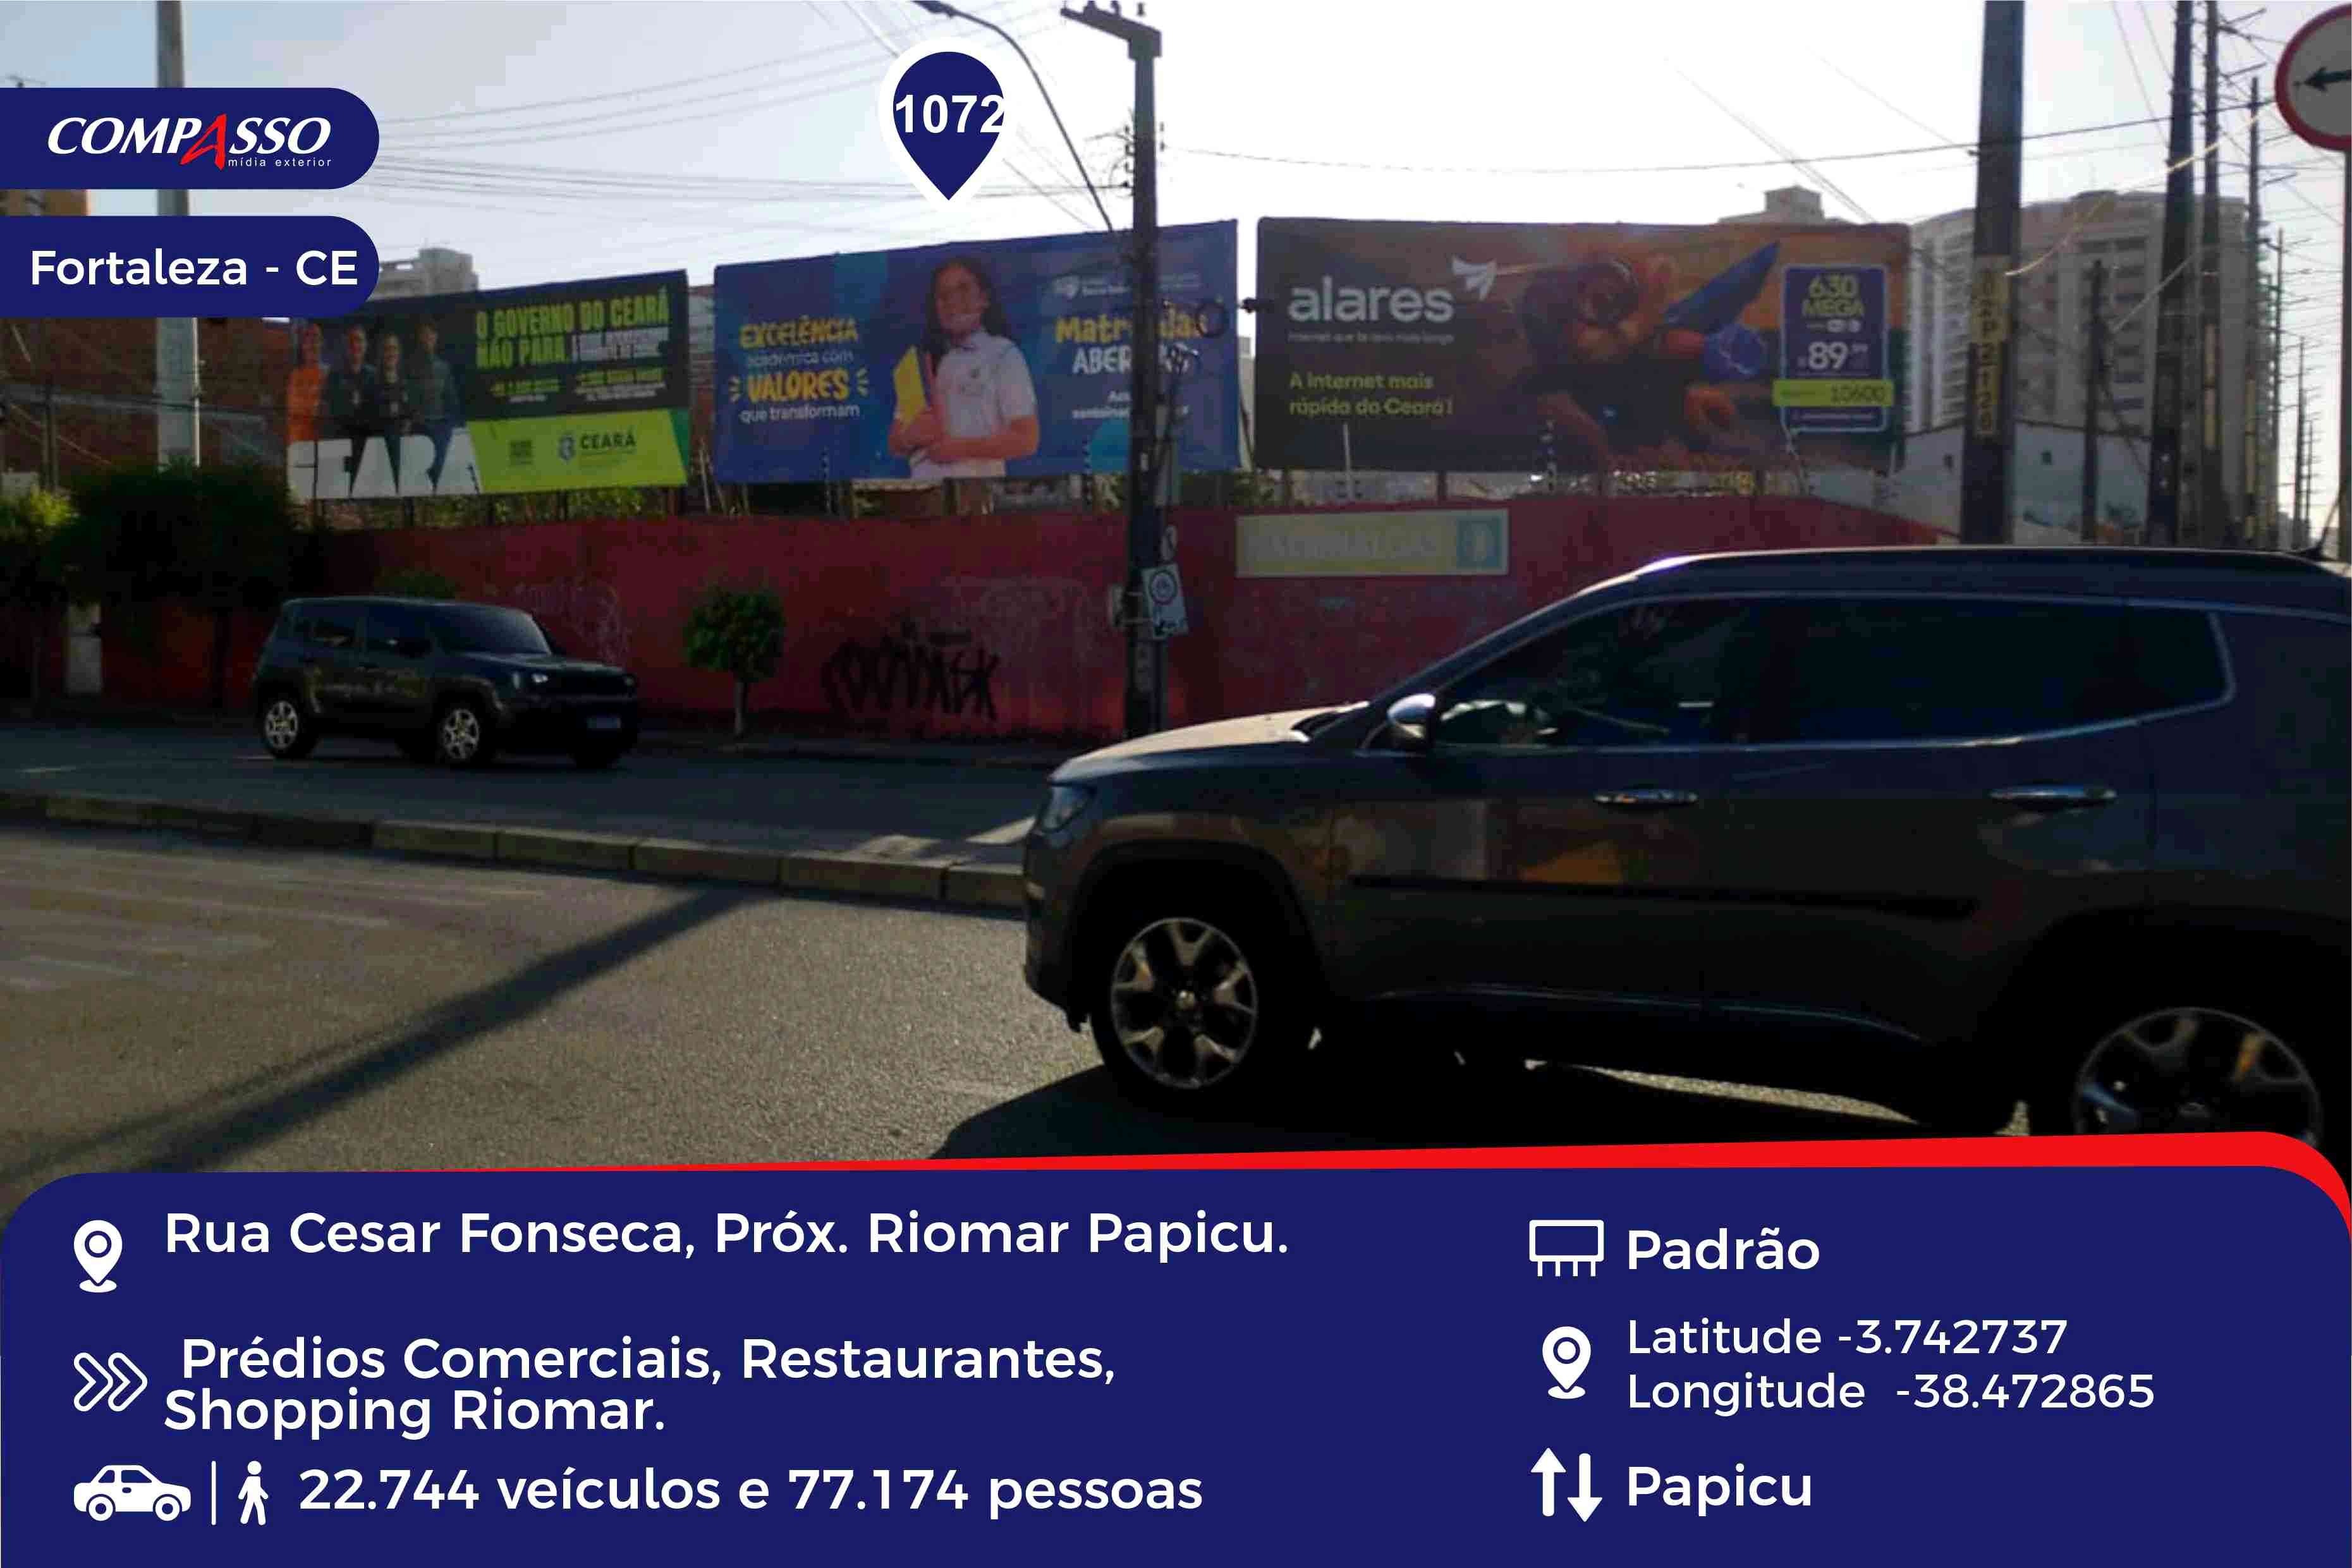 COMPASSO
mídia exterior
Fortaleza - CE
1072
O GOVERNO DO CEARÁ
NÃO PARA.
CEARÁ
CEARÁ
EXCELÊNCIA
acadêmica com
VALORES
que transformam
alares
A internet mais
rápida do Ceará!
630
MEGA
89
10600
Rua Cesar Fonseca, Próx. Riomar Papicu.
Prédios Comerciais, Restaurantes,
Shopping Riomar.
22.744 veículos e 77.174 pessoas
Padrão
Latitude -3.742737
Longitude -38.472865
Papicu